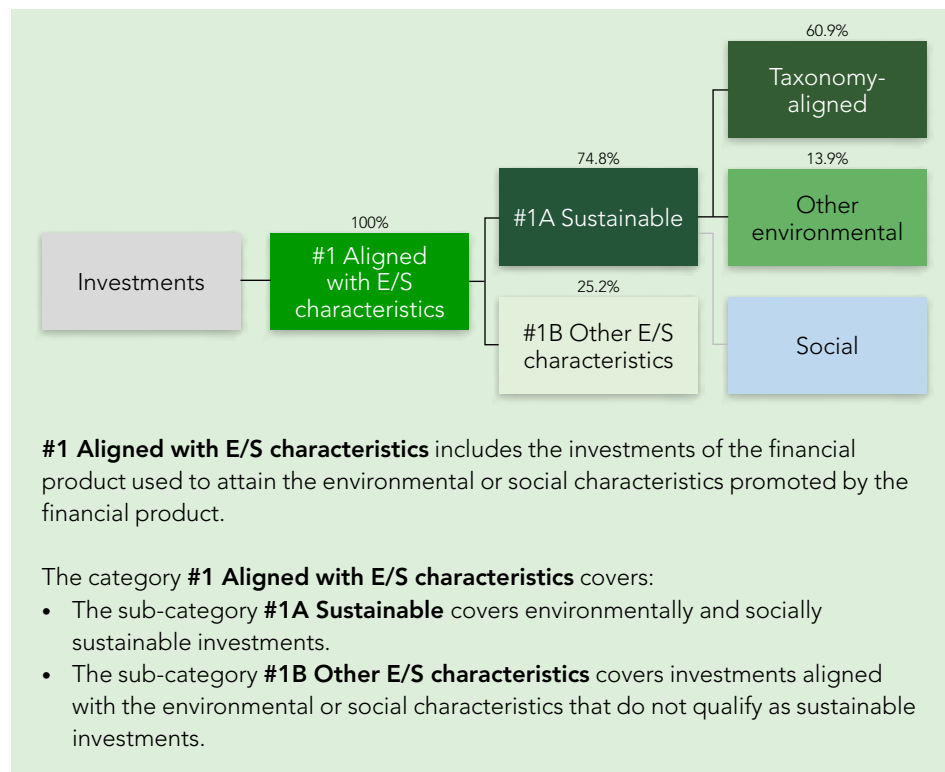 60.9%
Taxonomy-
aligned
74.8%
13.9%
#1A Sustainable
Other
environmental
100%
#1 Aligned
with E/S
characteristics
Investments
25.2%
#1B Other E/S
characteristics
Social
#1 Aligned with E/S characteristics includes the investments of the financial
product used to attain the environmental or social characteristics promoted by the
financial product.
The category #1 Aligned with E/S characteristics covers:
• The sub-category #1A Sustainable covers environmentally and socially
sustainable investments.
• The sub-category #1B Other E/S characteristics covers investments aligned
with the environmental or social characteristics that do not qualify as sustainable
investments.